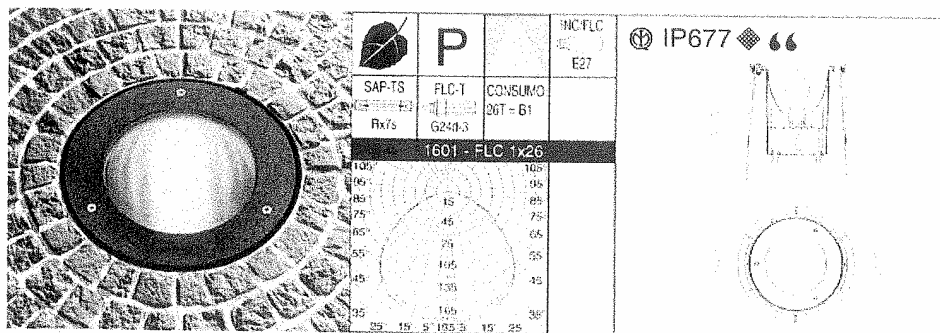 P
INC/FLC
E27
IP677
SAP-TS
FLC-T
CONSUMO
Rx7s
G24d-3
26T = B1
1601 - FLC 1x26
105° 105°
95° 95°
85° 85°
75° 75°
65° 65°
55° 55°
45° 45°
35° 35°
15
45
75
105
135
165
25° 15° 5° 5° 15° 25°